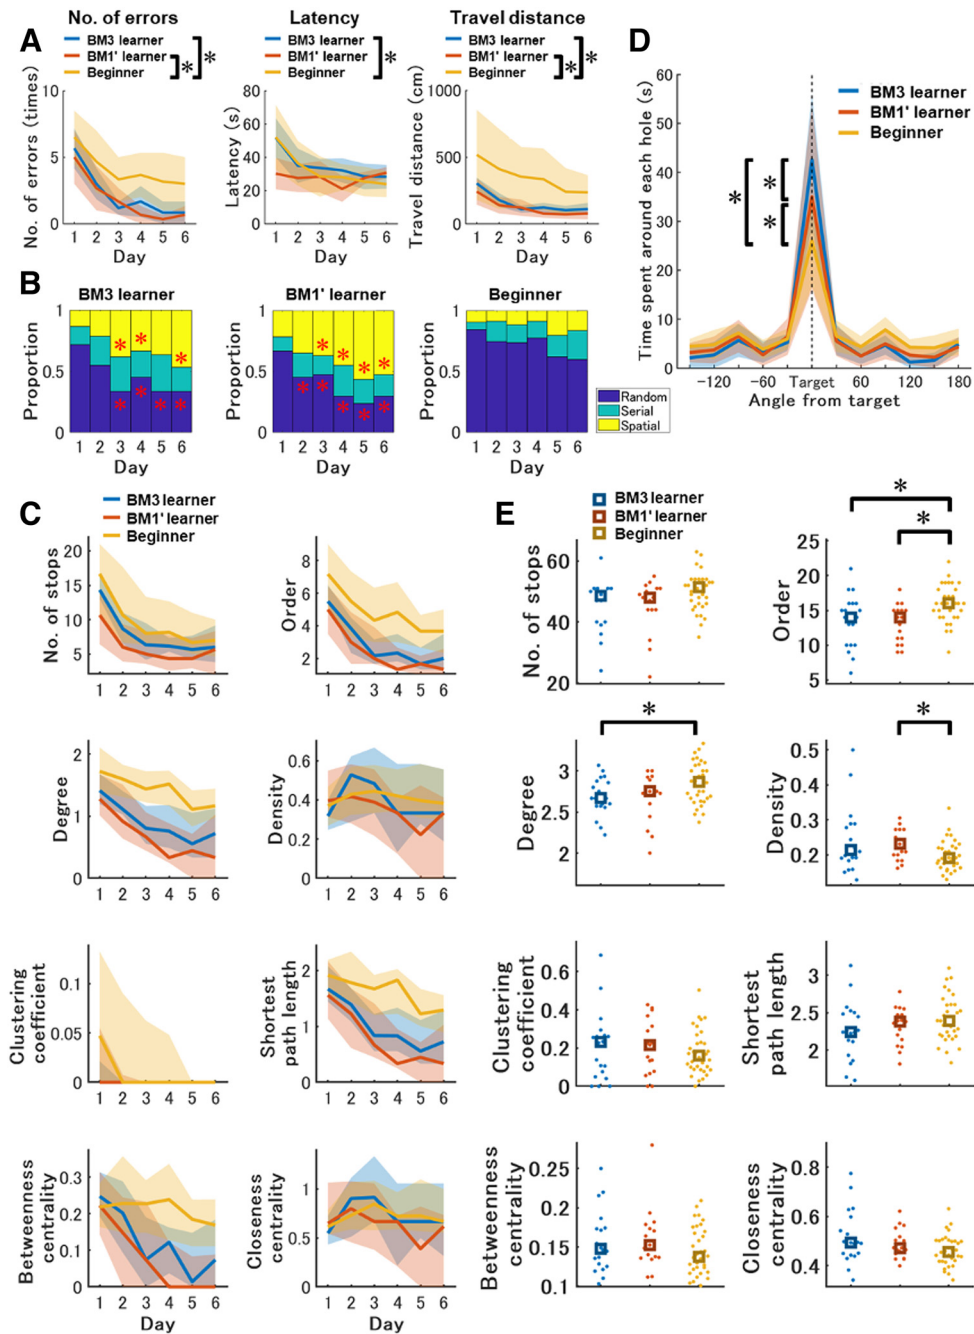 A
No. of errors
BM3 learner
BM1' learner
Beginner
*
*
No. of errors (times)
10
5
0
1 2 3 4 5 6
Day
Latency
BM3 learner
BM1' learner
Beginner
*
Latency (s)
80
60
40
20
0
1 2 3 4 5 6
Day
Travel distance
BM3 learner
BM1' learner
Beginner
*
*
Travel distance (cm)
1000
500
0
1 2 3 4 5 6
Day
B
BM3 learner
Proportion
1
0.5
0
* * *
* * * *
1 2 3 4 5 6
Day
BM1' learner
Proportion
1
0.5
0
* * * *
* * * * *
1 2 3 4 5 6
Day
Beginner
Proportion
1
0.5
0
1 2 3 4 5 6
Day
Random
Serial
Spatial
C
BM3 learner
BM1' learner
Beginner
No. of stops
20
15
10
5
1 2 3 4 5 6
Order
8
6
4
2
1 2 3 4 5 6
Degree
2
1
0
1 2 3 4 5 6
Density
0.6
0.4
0.2
0
1 2 3 4 5 6
Clustering
coefficient
0.1
0.05
0
1 2 3 4 5 6
Shortest
path length
2
1
0
1 2 3 4 5 6
Betweenness
centrality
0.3
0.2
0.1
0
1 2 3 4 5 6
Day
Closeness
centrality
1
0.5
0
1 2 3 4 5 6
Day
D
BM3 learner
BM1' learner
Beginner
*
*
*
Time spent around each hole (s)
60
50
40
30
20
10
0
−120 −60 Target 60 120 180
Angle from target
E
BM3 learner
BM1' learner
Beginner
No. of stops
60
40
20
Order
*
*
25
20
15
10
5
Degree
*
3
2.5
2
Density
*
0.5
0.4
0.3
0.2
Clustering
coefficient
0.6
0.4
0.2
0
Shortest
path length
3
2.5
2
Betweenness
centrality
0.25
0.2
0.15
0.1
Closeness
centrality
0.8
0.6
0.4